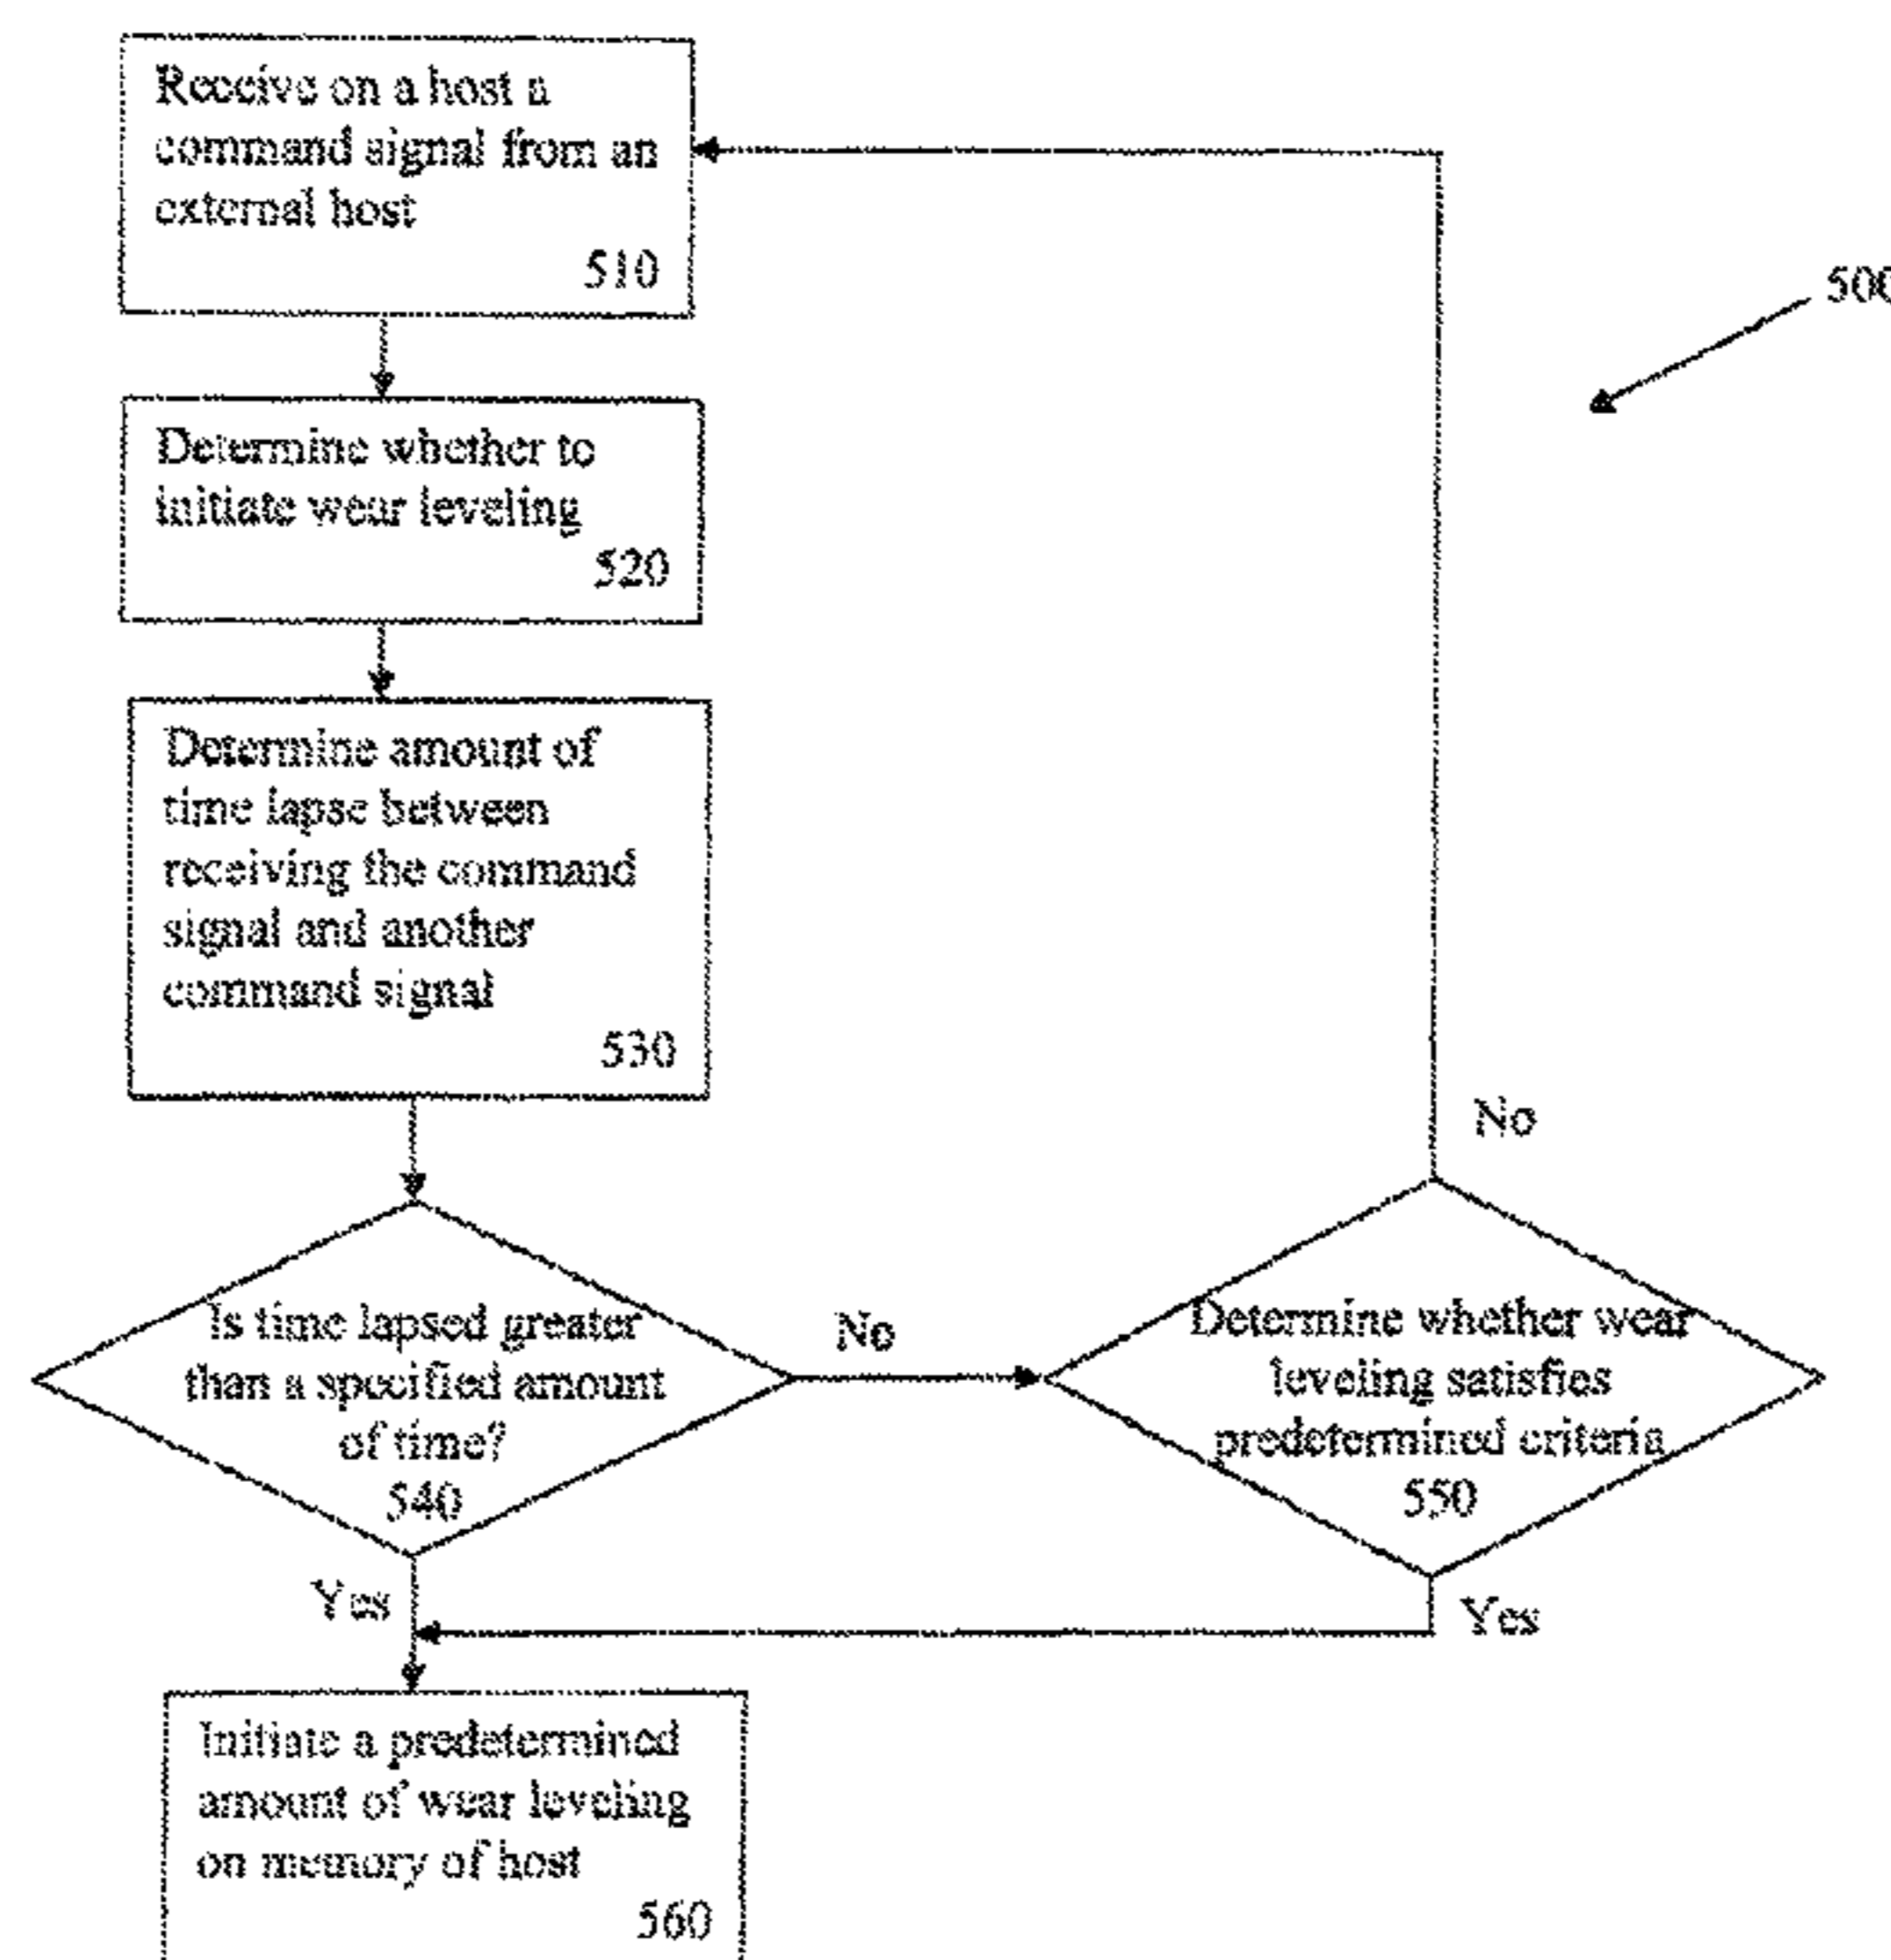 Receive on a host a
command signal from an
external host
510
500
Determine whether to
initiate wear leveling
520
Determine amount of
time lapse between
receiving the command
signal and another
command signal
530
No
Is time lapsed greater
than a specified amount
of time?
540
No
Determine whether wear
leveling satisfies
predetermined criteria
550
Yes
Yes
Initiate a predetermined
amount of wear leveling
on memory of host
560